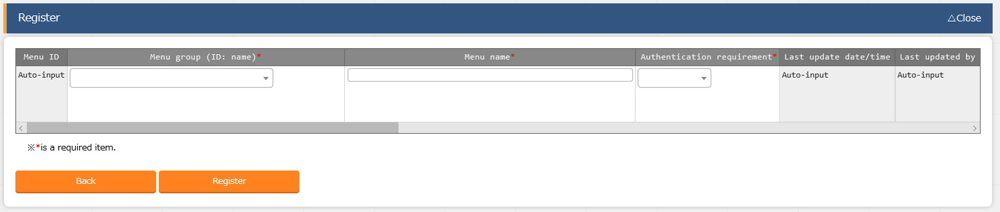 Register
△Close
Menu ID Menu group (ID: name)* Menu name* Authentication requirement* Last update date/time Last updated by
Auto-input Auto-input Auto-input
※*is a required item.
Back Register